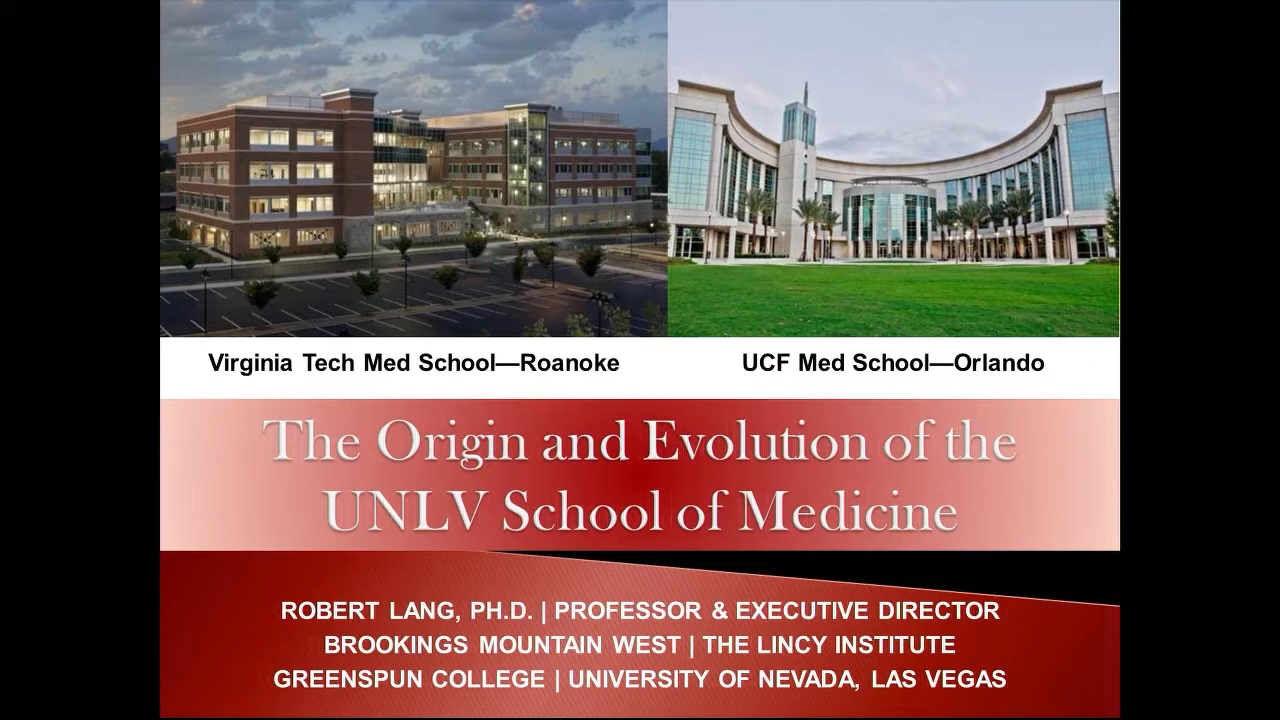 Virginia Tech Med School—Roanoke
UCF Med School—Orlando
The Origin and Evolution of the
UNLV School of Medicine
ROBERT LANG, PH.D. | PROFESSOR & EXECUTIVE DIRECTOR
BROOKINGS MOUNTAIN WEST | THE LINCY INSTITUTE
GREENSPUN COLLEGE | UNIVERSITY OF NEVADA, LAS VEGAS